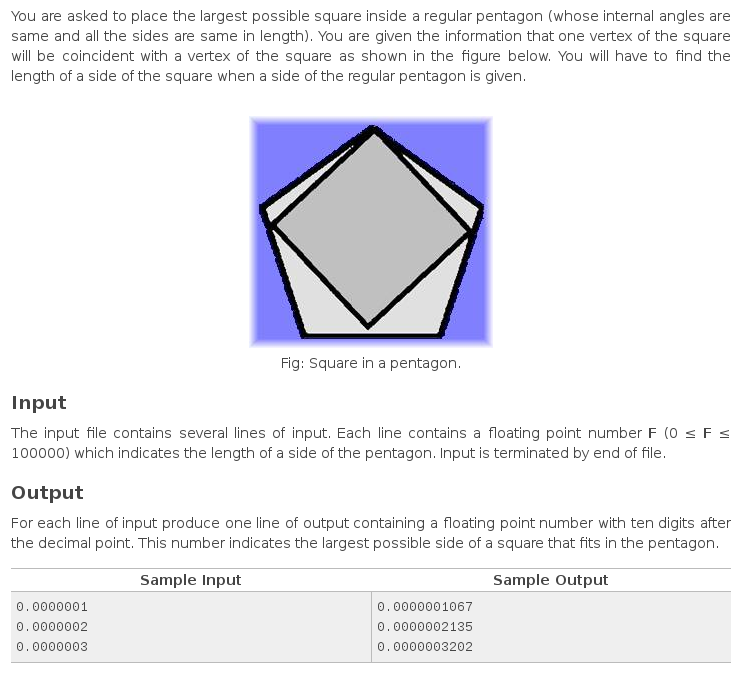 You are asked to place the largest possible square inside a regular pentagon (whose internal angles are
same and all the sides are same in length). You are given the information that one vertex of the square
will be coincident with a vertex of the square as shown in the figure below. You will have to find the
length of a side of the square when a side of the regular pentagon is given.
Fig: Square in a pentagon.
Input
The input file contains several lines of input. Each line contains a floating point number F (0 ≤ F ≤
100000) which indicates the length of a side of the pentagon. Input is terminated by end of file.
Output
For each line of input produce one line of output containing a floating point number with ten digits after
the decimal point. This number indicates the largest possible side of a square that fits in the pentagon.
Sample Input Sample Output
0.0000001 0.0000001067
0.0000002 0.0000002135
0.0000003 0.0000003202